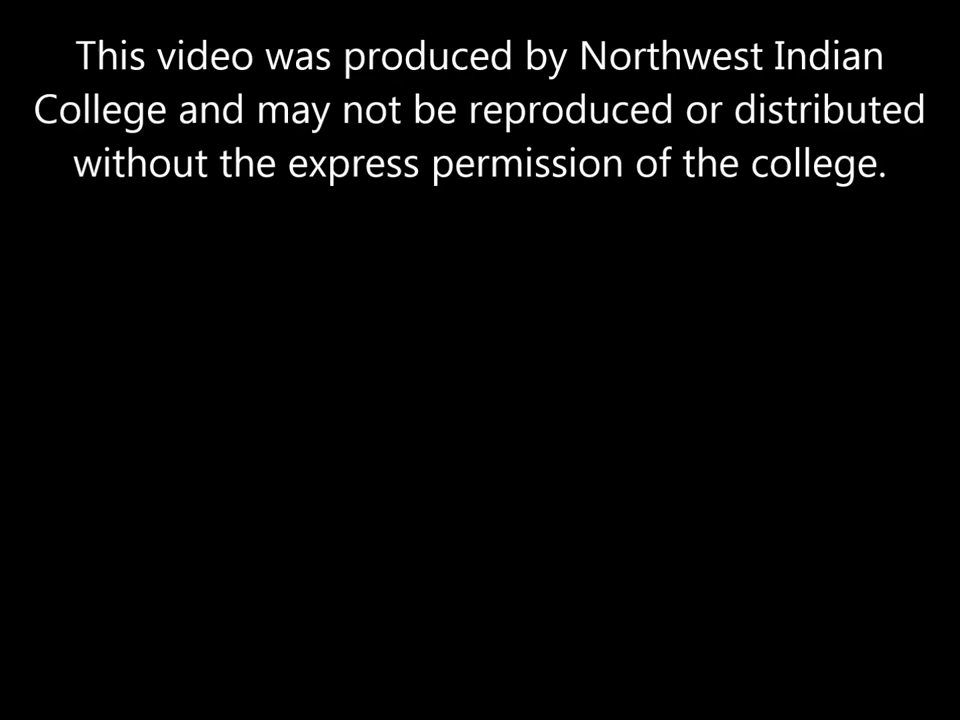 This video was produced by Northwest Indian
College and may not be reproduced or distributed
without the express permission of the college.